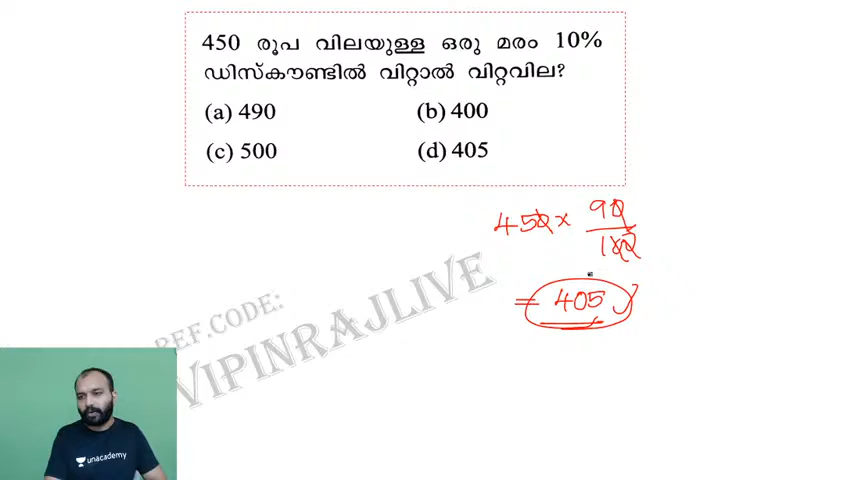 450 രൂപ വിലയുള്ള ഒരു മരം 10%
ഡിസ്കൗണ്ടിൽ വിറ്റാൽ വിറ്റവില?
(a) 490 (b) 400
(c) 500 (d) 405
450 × 90/100
= 405
REF.CODE:
VIPINRAJLIVE
unacademy